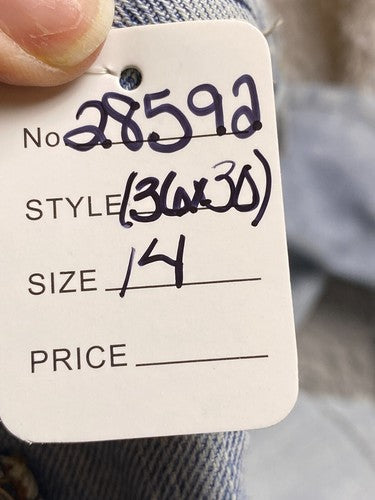 No 28592
STYLE (36x30)
SIZE 14
PRICE